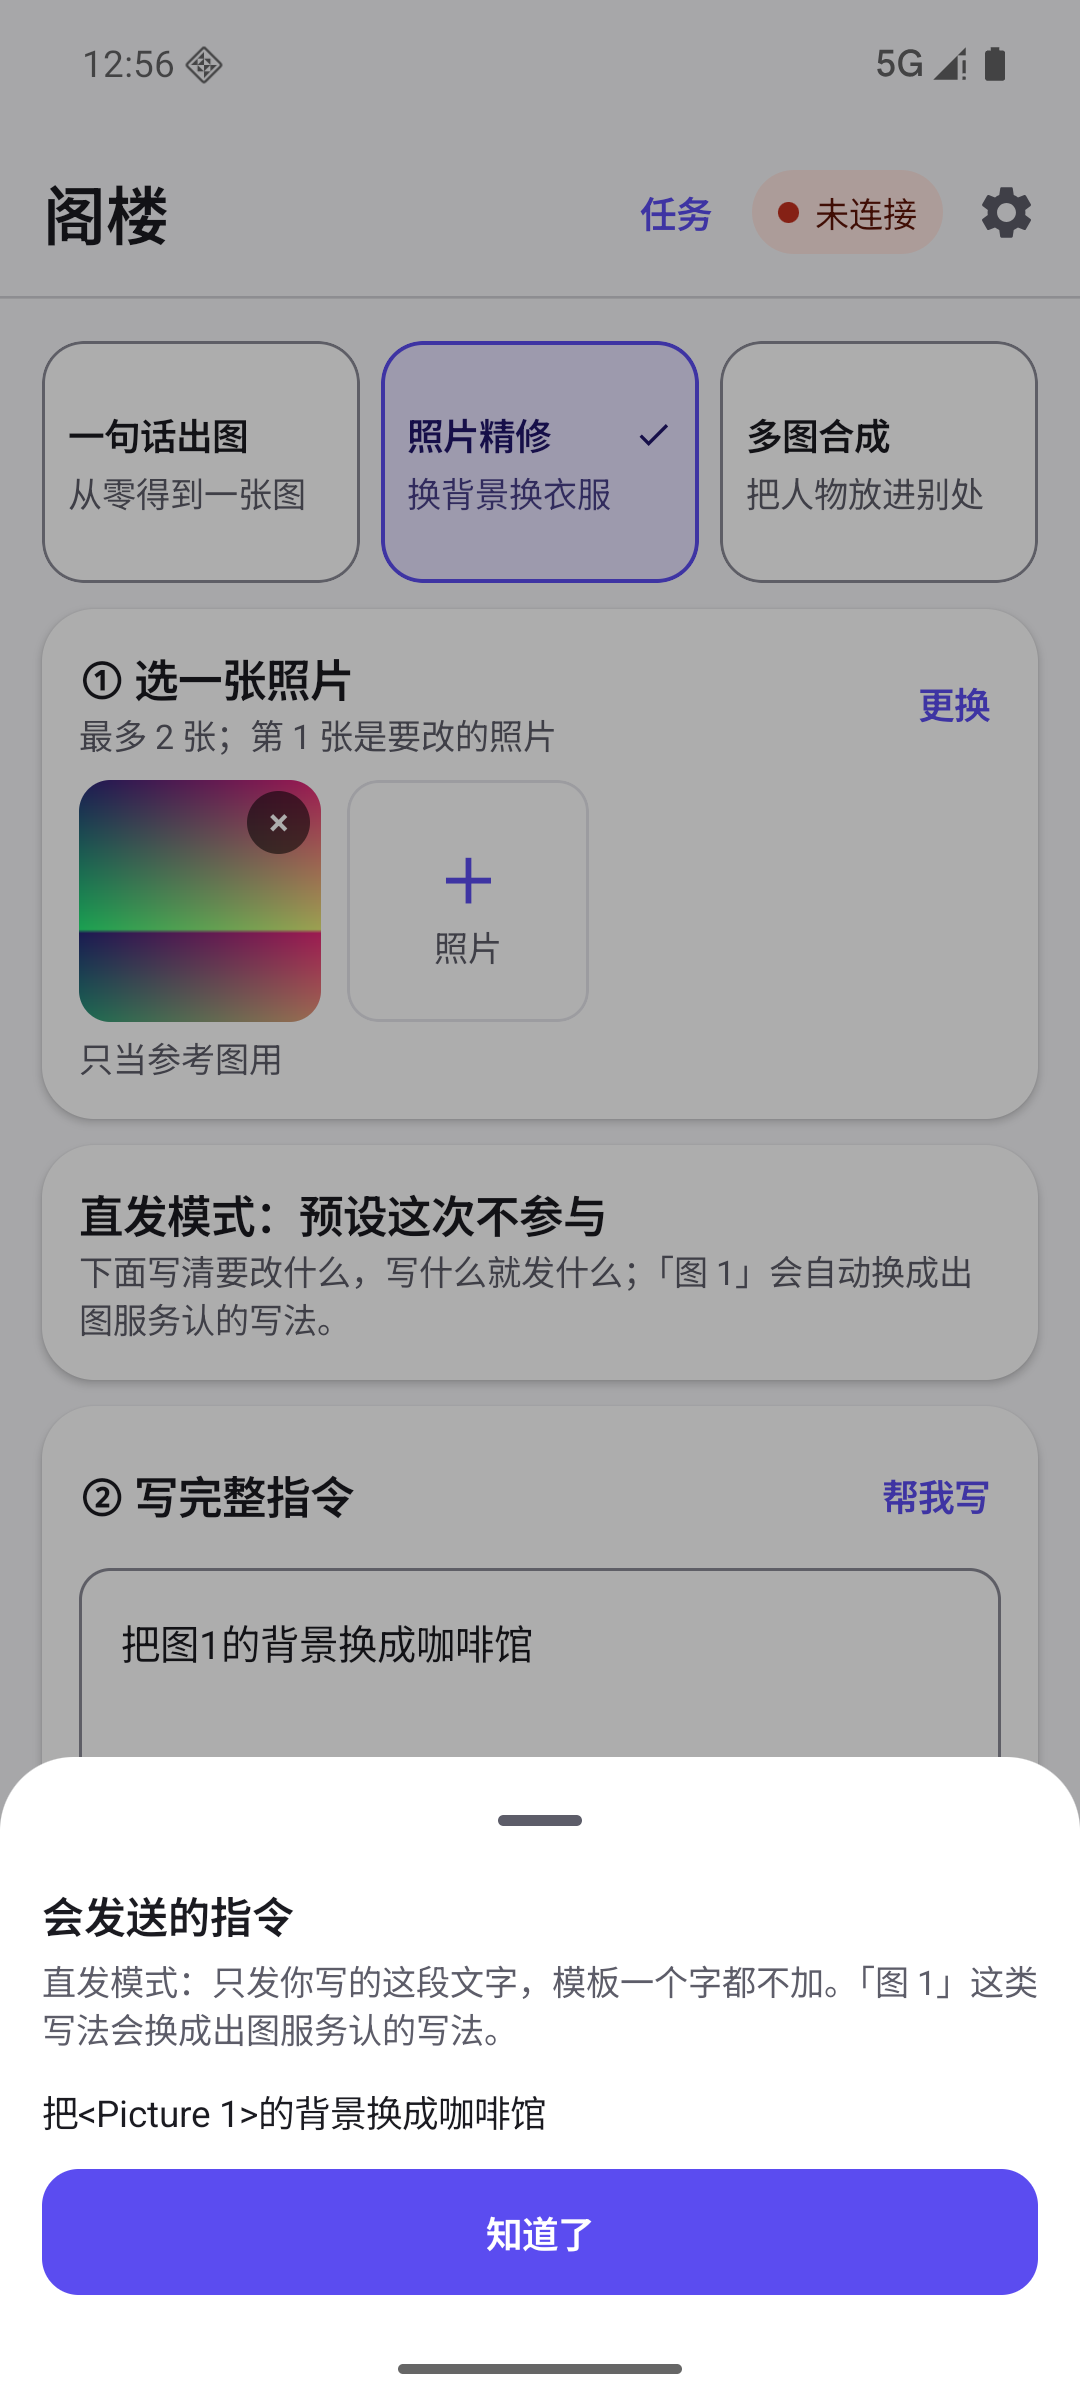 12:56
5G
阁楼
任务
未连接
一句话出图
从零得到一张图
照片精修
换背景换衣服
多图合成
把人物放进别处
① 选一张照片
最多 2 张；第 1 张是要改的照片
更换
照片
只当参考图用
直发模式：预设这次不参与
下面写清要改什么，写什么就发什么；「图 1」会自动换成出
图服务认的写法。
② 写完整指令
帮我写
把图1的背景换成咖啡馆
会发送的指令
直发模式：只发你写的这段文字，模板一个字都不加。「图 1」这类
写法会换成出图服务认的写法。
把<Picture 1>的背景换成咖啡馆
知道了